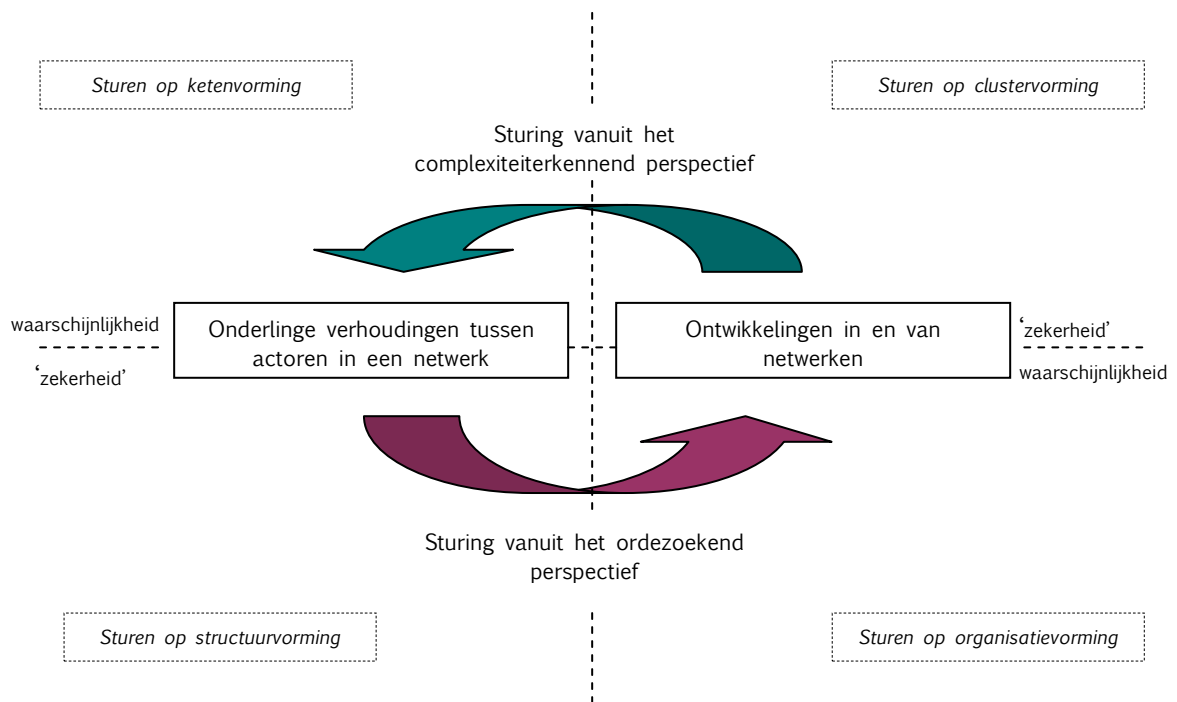 Sturen op ketenvorming
Sturen op clustervorming
Sturing vanuit het
complexiteiterkennend perspectief
waarschijnlijkheid
‘zekerheid’
Onderlinge verhoudingen tussen
actoren in een netwerk
Ontwikkelingen in en van
netwerken
‘zekerheid’
waarschijnlijkheid
Sturing vanuit het ordezoekend
perspectief
Sturen op structuurvorming
Sturen op organisatievorming